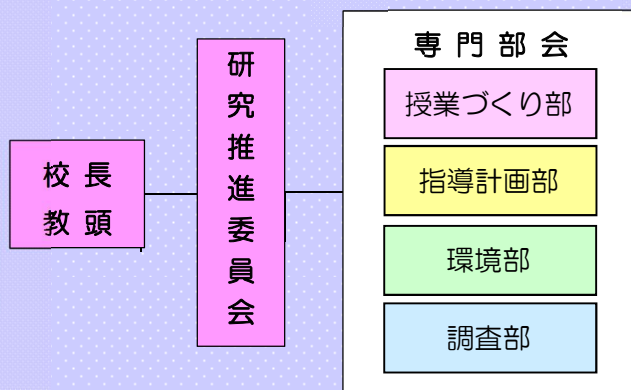 校長
教頭
研究推進委員会
専門部会
授業づくり部
指導計画部
環境部
調査部